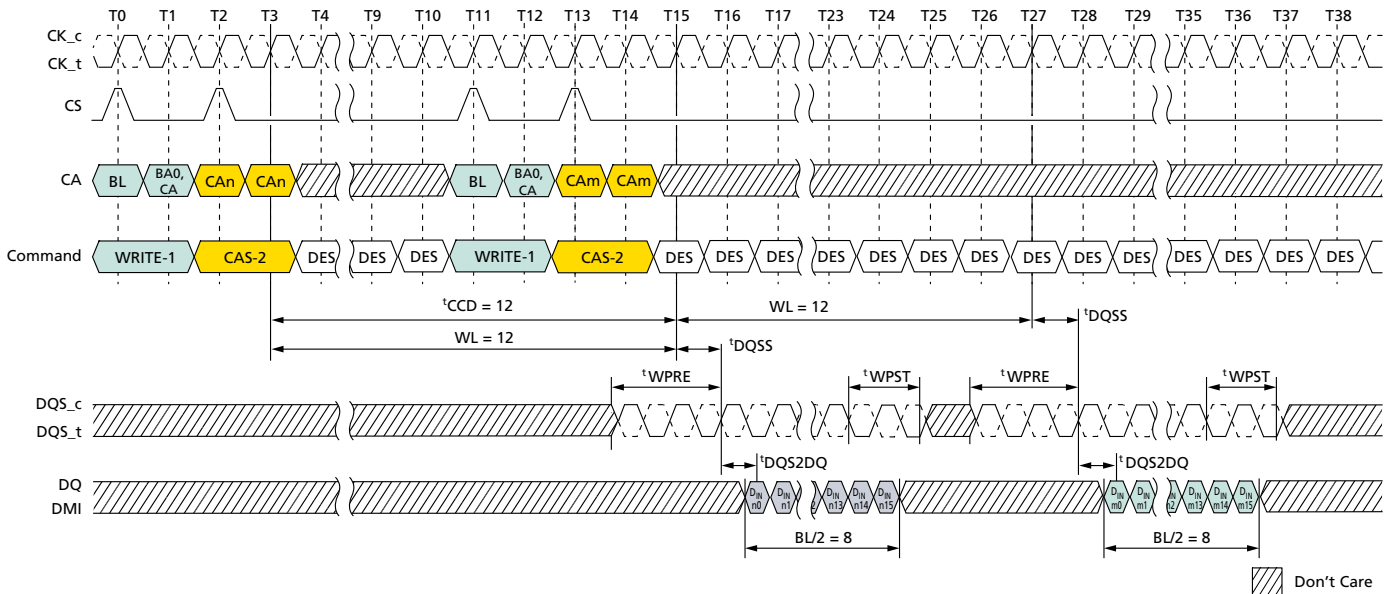 T0 T1 T2 T3 T4 T9 T10 T11 T12 T13 T14 T15 T16 T17 T23 T24 T25 T26 T27 T28 T29 T35 T36 T37 T38
CK_c
CK_t
CS
CA BL BA0, CA CAn CAn BL BA0, CA CAm CAm
Command WRITE-1 CAS-2 DES DES DES WRITE-1 CAS-2 DES DES DES DES DES DES DES DES DES DES DES DES DES DES
tCCD = 12 WL = 12 tDQSS
WL = 12 tDQSS
tWPRE tWPST tWPRE tWPST
DQS_c
DQS_t
tDQS2DQ tDQS2DQ
DQ
DMI
DIN n0 DIN n1 DIN n13 DIN n14 DIN n15 DIN m0 DIN m1 DIN m13 DIN m14 DIN m15
BL/2 = 8 BL/2 = 8
Don't Care